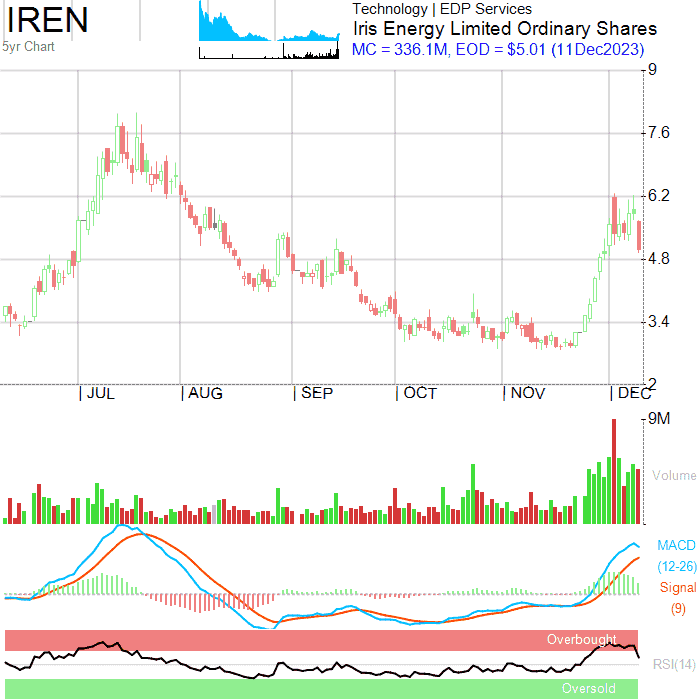 IREN
5yr Chart
Technology | EDP Services
Iris Energy Limited Ordinary Shares
MC = 336.1M, EOD = $5.01 (11Dec2023)
9
7.6
6.2
4.8
3.4
2
JUL
AUG
SEP
OCT
NOV
DEC
9M
Volume
MACD
(12-26)
Signal
(9)
Overbought
RSI(14)
Oversold